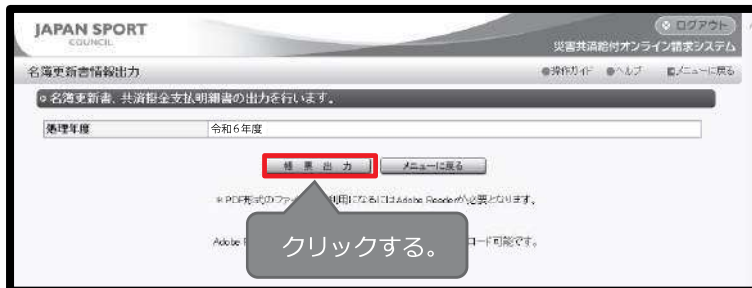 JAPAN SPORT
COUNCIL
ログアウト
災害共済給付オンライン請求システム
名簿更新書情報出力
操作ガイド ヘルプ メニューに戻る
名簿更新書、共済掛金支払明細書の出力を行います。
処理年度 令和6年度
帳票出力 メニューに戻る
※PDF形式のファ 利用になるにはAdobe Readerが必要となります。
Adobe ロード可能です。
クリックする。